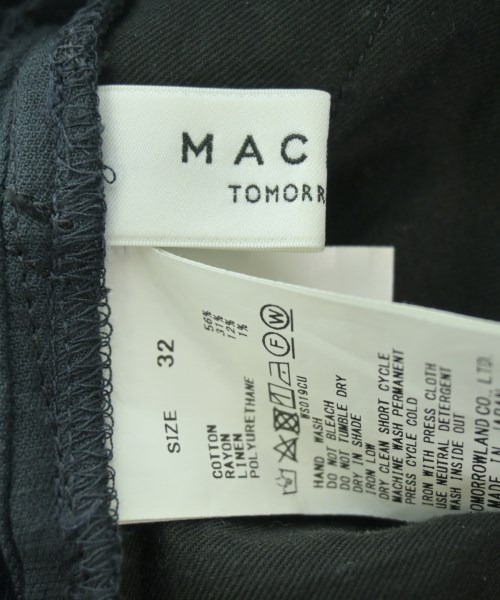 MAC
TOMORR
SIZE 32
COTTON 56%
RAYON 31%
LINEN 12%
POLYURETHANE 1%
WS019CU
HAND WASH
DO NOT BLEACH
DO NOT TUMBLE DRY
DRY IN SHADE
IRON LOW
DRY CLEAN SHORT CYCLE
MACHINE WASH PERMANENT
PRESS CYCLE COLD
IRON WITH PRESS CLOTH
USE NEUTRAL DETERGENT
WASH INSIDE OUT
TOMORROWLAND CO., LTD.
MADE IN JAPAN